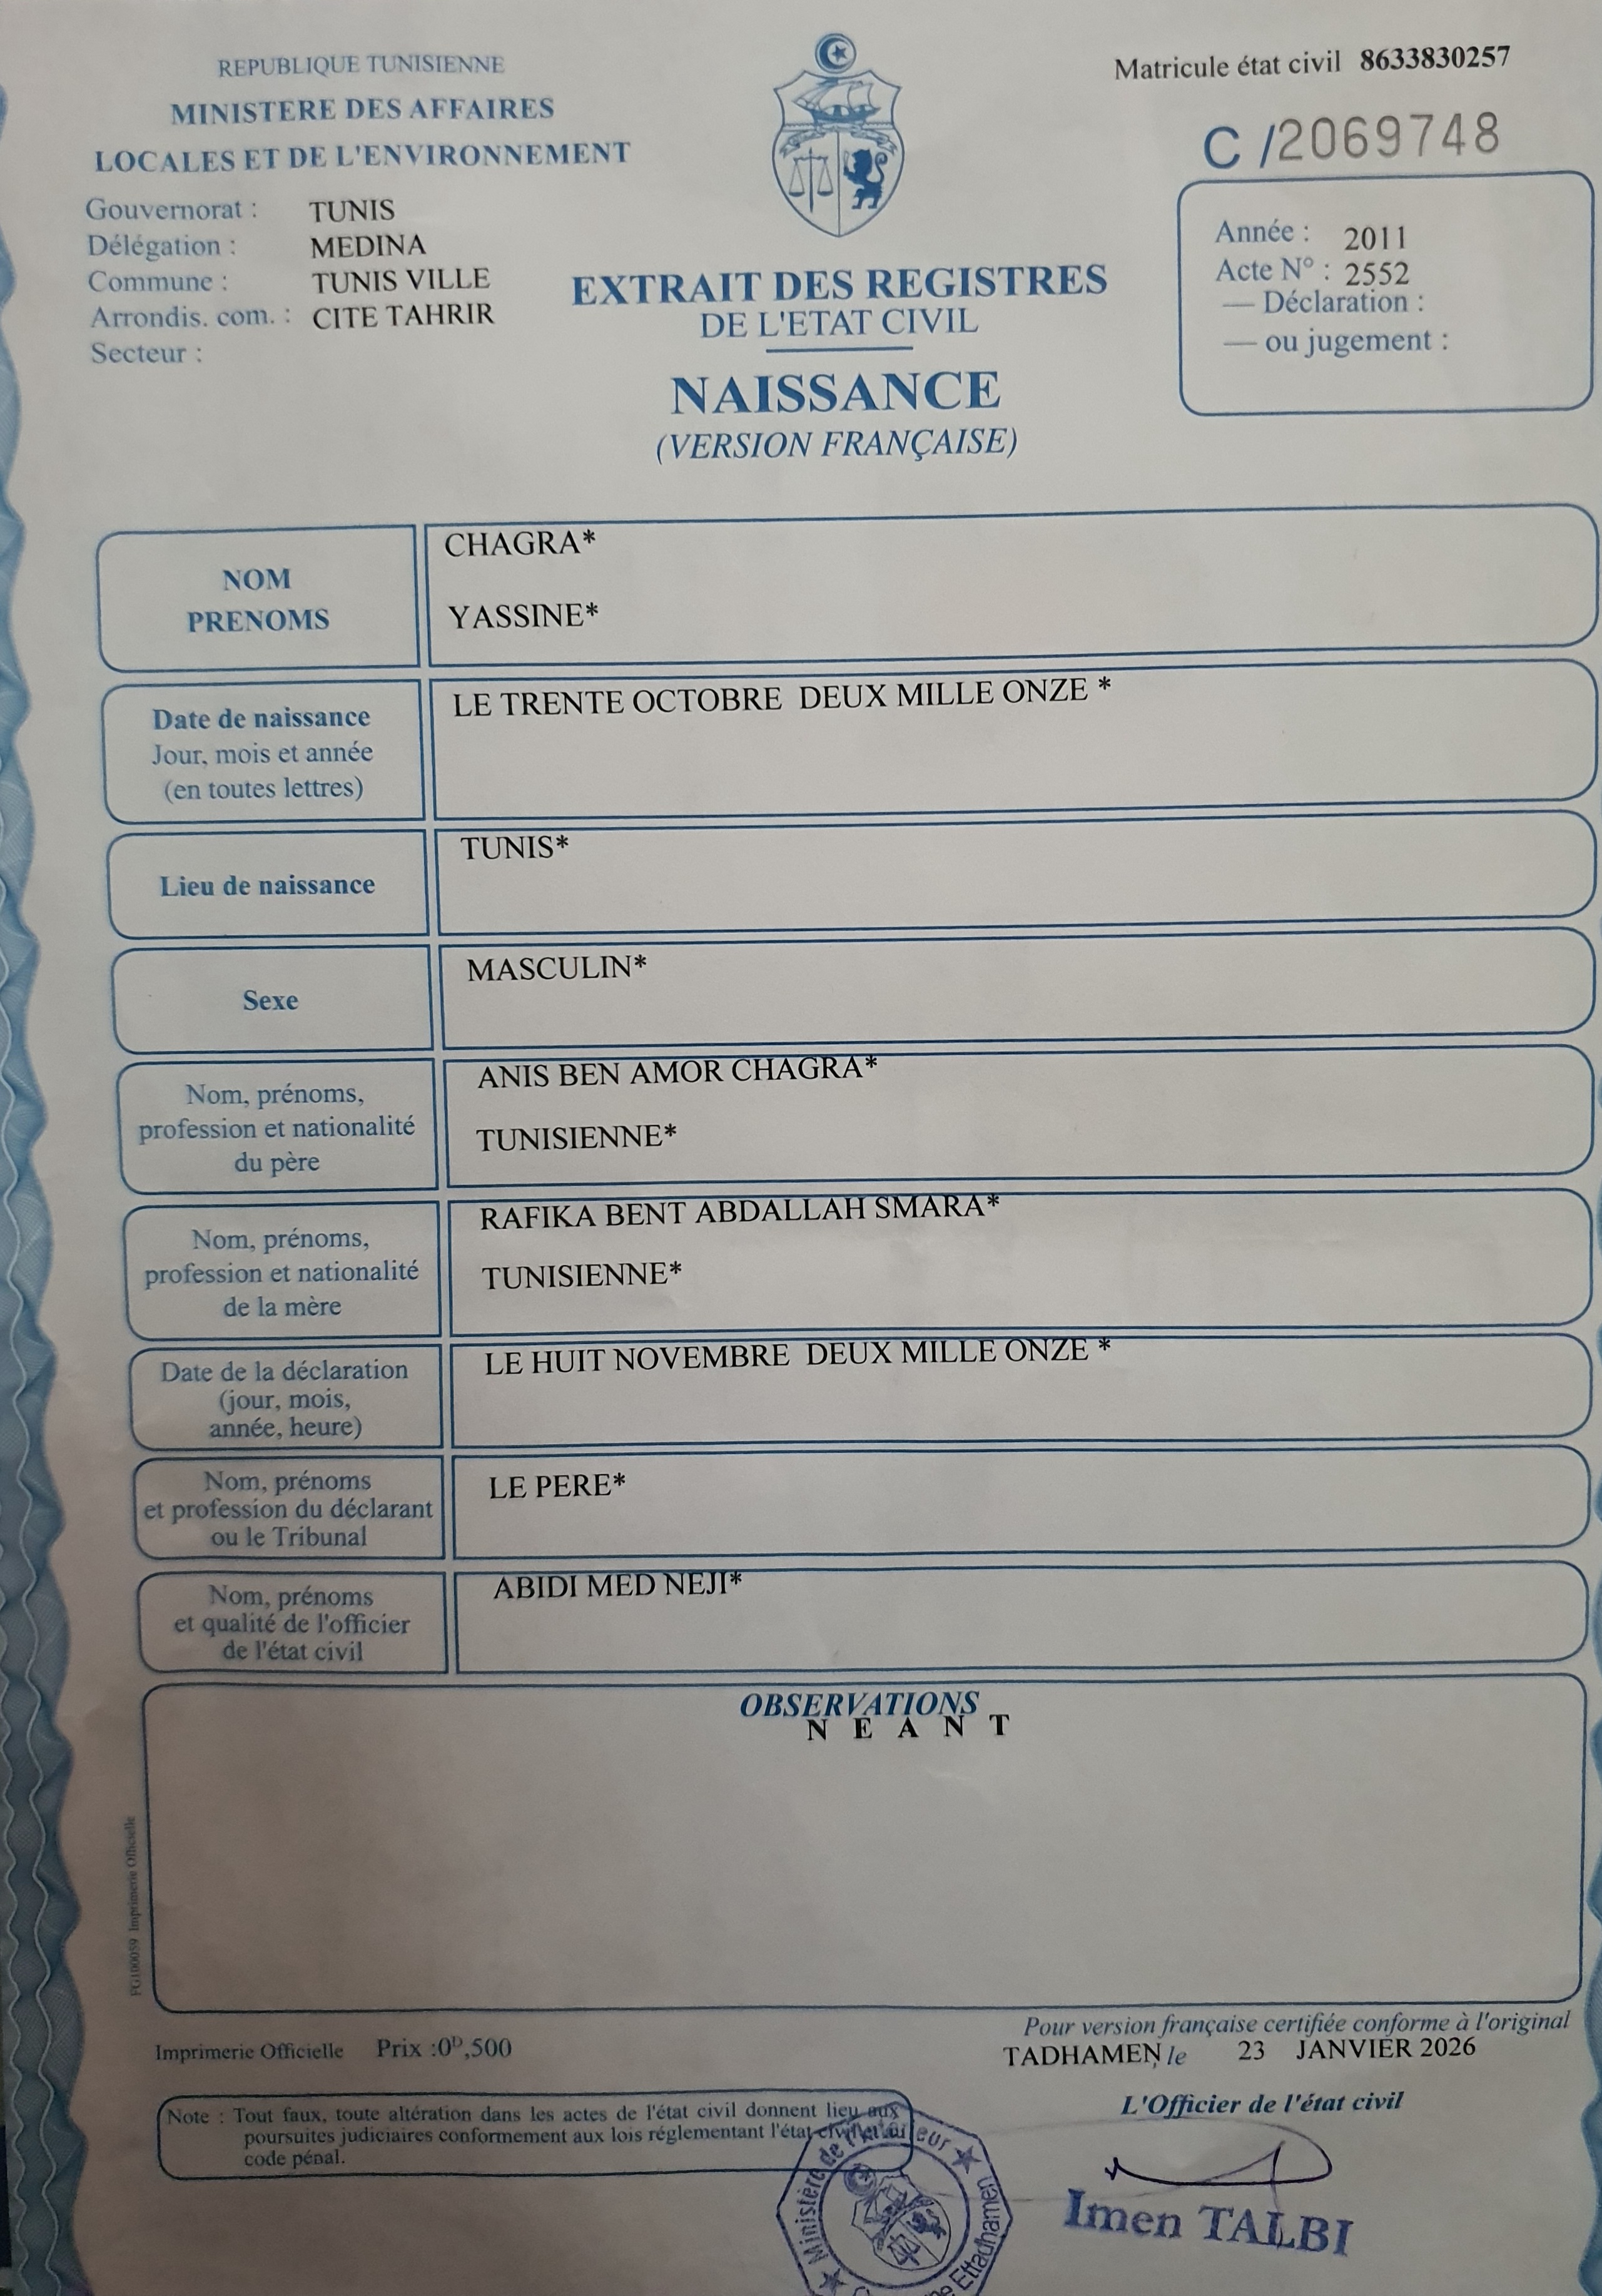 REPUBLIQUE TUNISIENNE
MINISTERE DES AFFAIRES
LOCALES ET DE L'ENVIRONNEMENT
Gouvernorat : TUNIS
Délégation : MEDINA
Commune : TUNIS VILLE
Arrondis. com. : CITE TAHRIR
Secteur :
Matricule état civil 8633830257
C /2069748
Année : 2011
Acte N° : 2552
— Déclaration :
— ou jugement :
EXTRAIT DES REGISTRES
DE L'ETAT CIVIL
NAISSANCE
(VERSION FRANÇAISE)
NOM
PRENOMS
CHAGRA*
YASSINE*
Date de naissance
Jour, mois et année
(en toutes lettres)
LE TRENTE OCTOBRE DEUX MILLE ONZE *
Lieu de naissance
TUNIS*
Sexe
MASCULIN*
Nom, prénoms,
profession et nationalité
du père
ANIS BEN AMOR CHAGRA*
TUNISIENNE*
Nom, prénoms,
profession et nationalité
de la mère
RAFIKA BENT ABDALLAH SMARA*
TUNISIENNE*
Date de la déclaration
(jour, mois,
année, heure)
LE HUIT NOVEMBRE DEUX MILLE ONZE *
Nom, prénoms
et profession du déclarant
ou le Tribunal
LE PERE*
Nom, prénoms
et qualité de l'officier
de l'état civil
ABIDI MED NEJI*
OBSERVATIONS
N E A N T
FG100059 Imprimerie Officielle
Imprimerie Officielle Prix :0ᴰ,500
Pour version française certifiée conforme à l'original
TADHAMEN, le 23 JANVIER 2026
L'Officier de l'état civil
Note : Tout faux, toute altération dans les actes de l'état civil donnent lieu aux
poursuites judiciaires conformement aux lois réglementant l'état civil et au
code pénal.
Ministère de l'Intérieur
Ettadhamen
Imen TALBI